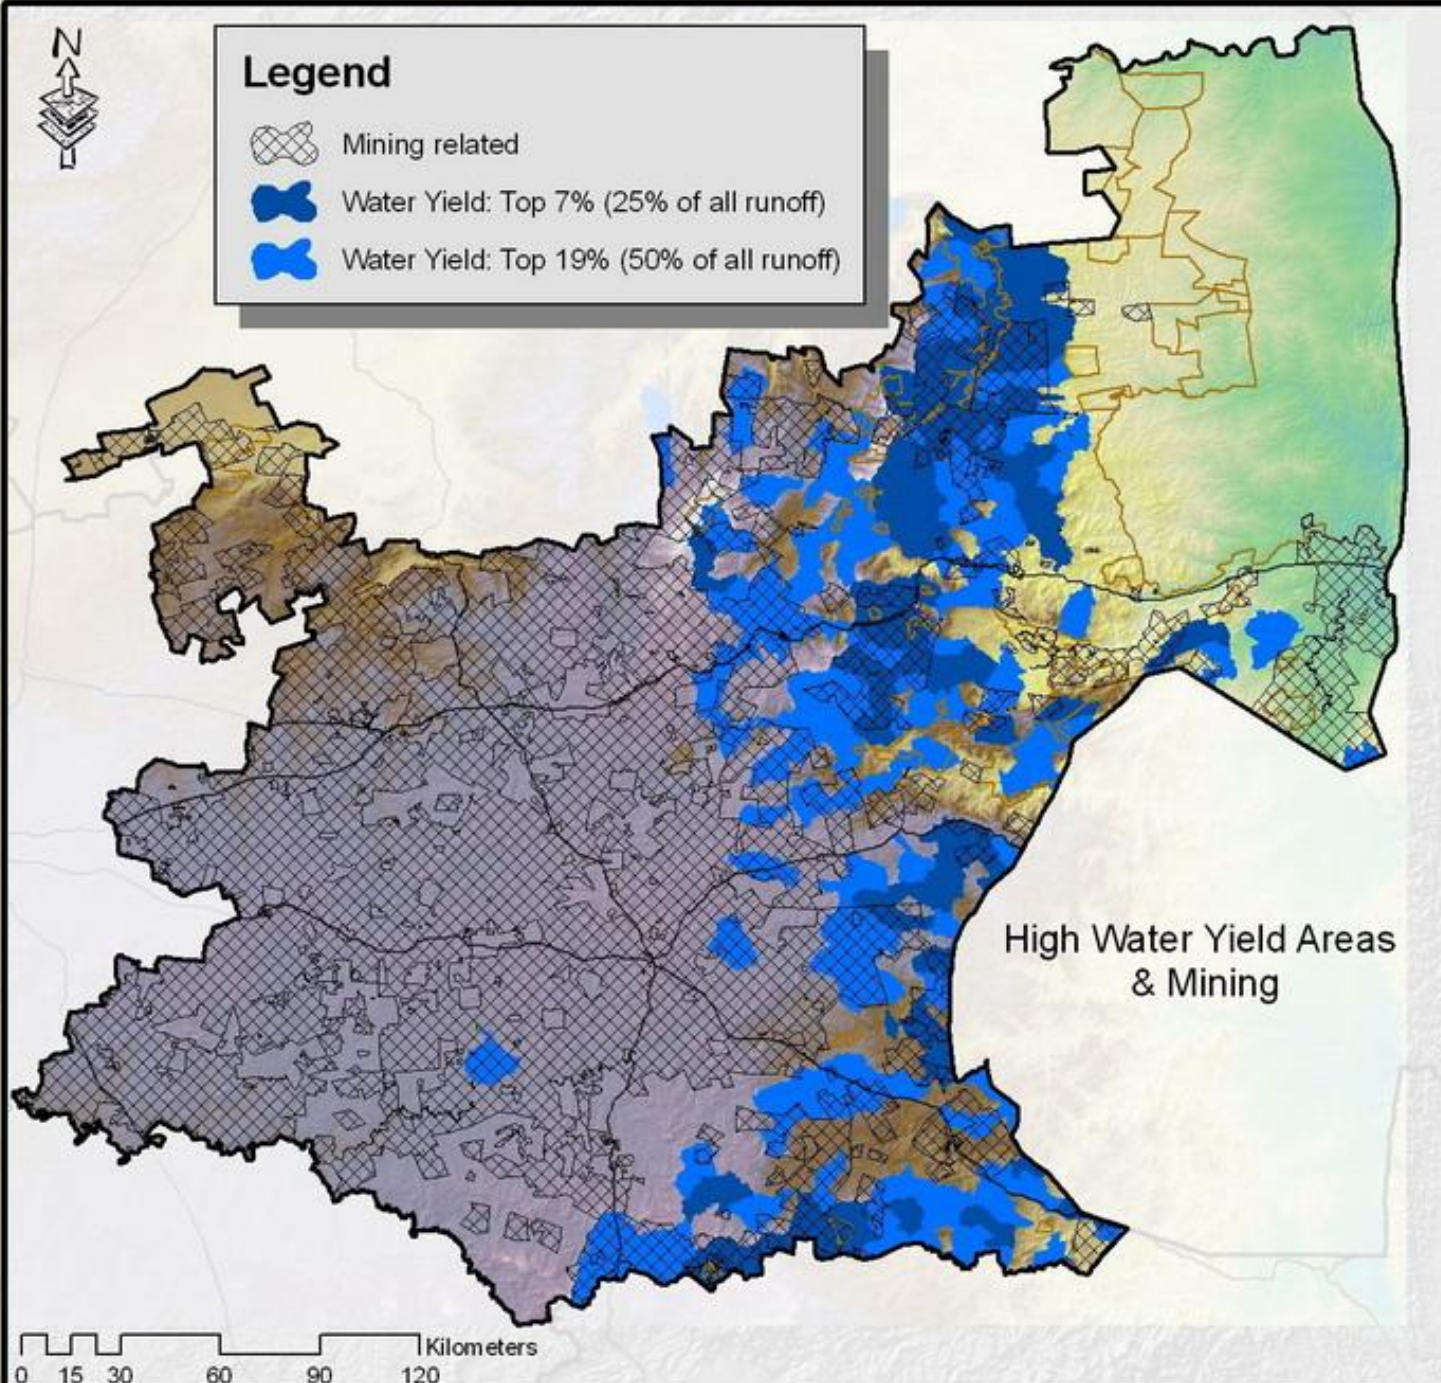 N
Legend
Mining related
Water Yield: Top 7% (25% of all runoff)
Water Yield: Top 19% (50% of all runoff)
High Water Yield Areas
& Mining
Kilometers
0 15 30 60 90 120